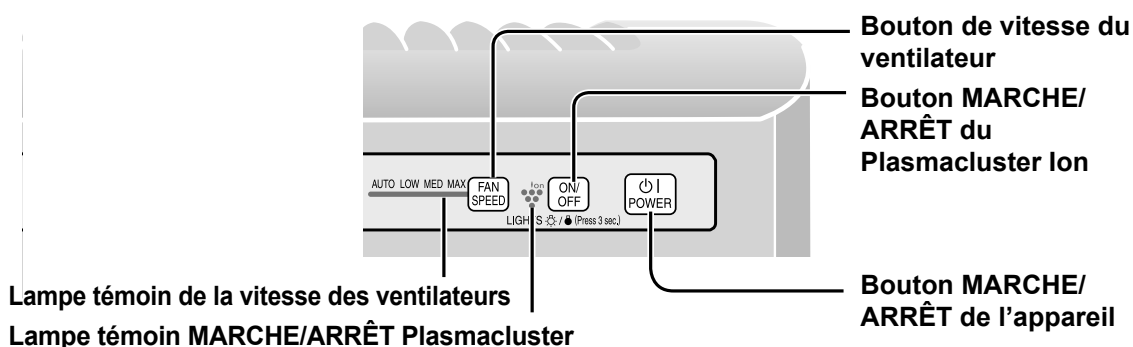 Bouton de vitesse du
ventilateur
Bouton MARCHE/
ARRÊT du
Plasmacluster Ion
AUTO LOW MED MAX
FAN
SPEED
Ion
ON/
OFF
POWER
LIGHTS / (Press 3 sec.)
Lampe témoin de la vitesse des ventilateurs
Lampe témoin MARCHE/ARRÊT Plasmacluster
Bouton MARCHE/
ARRÊT de l’appareil